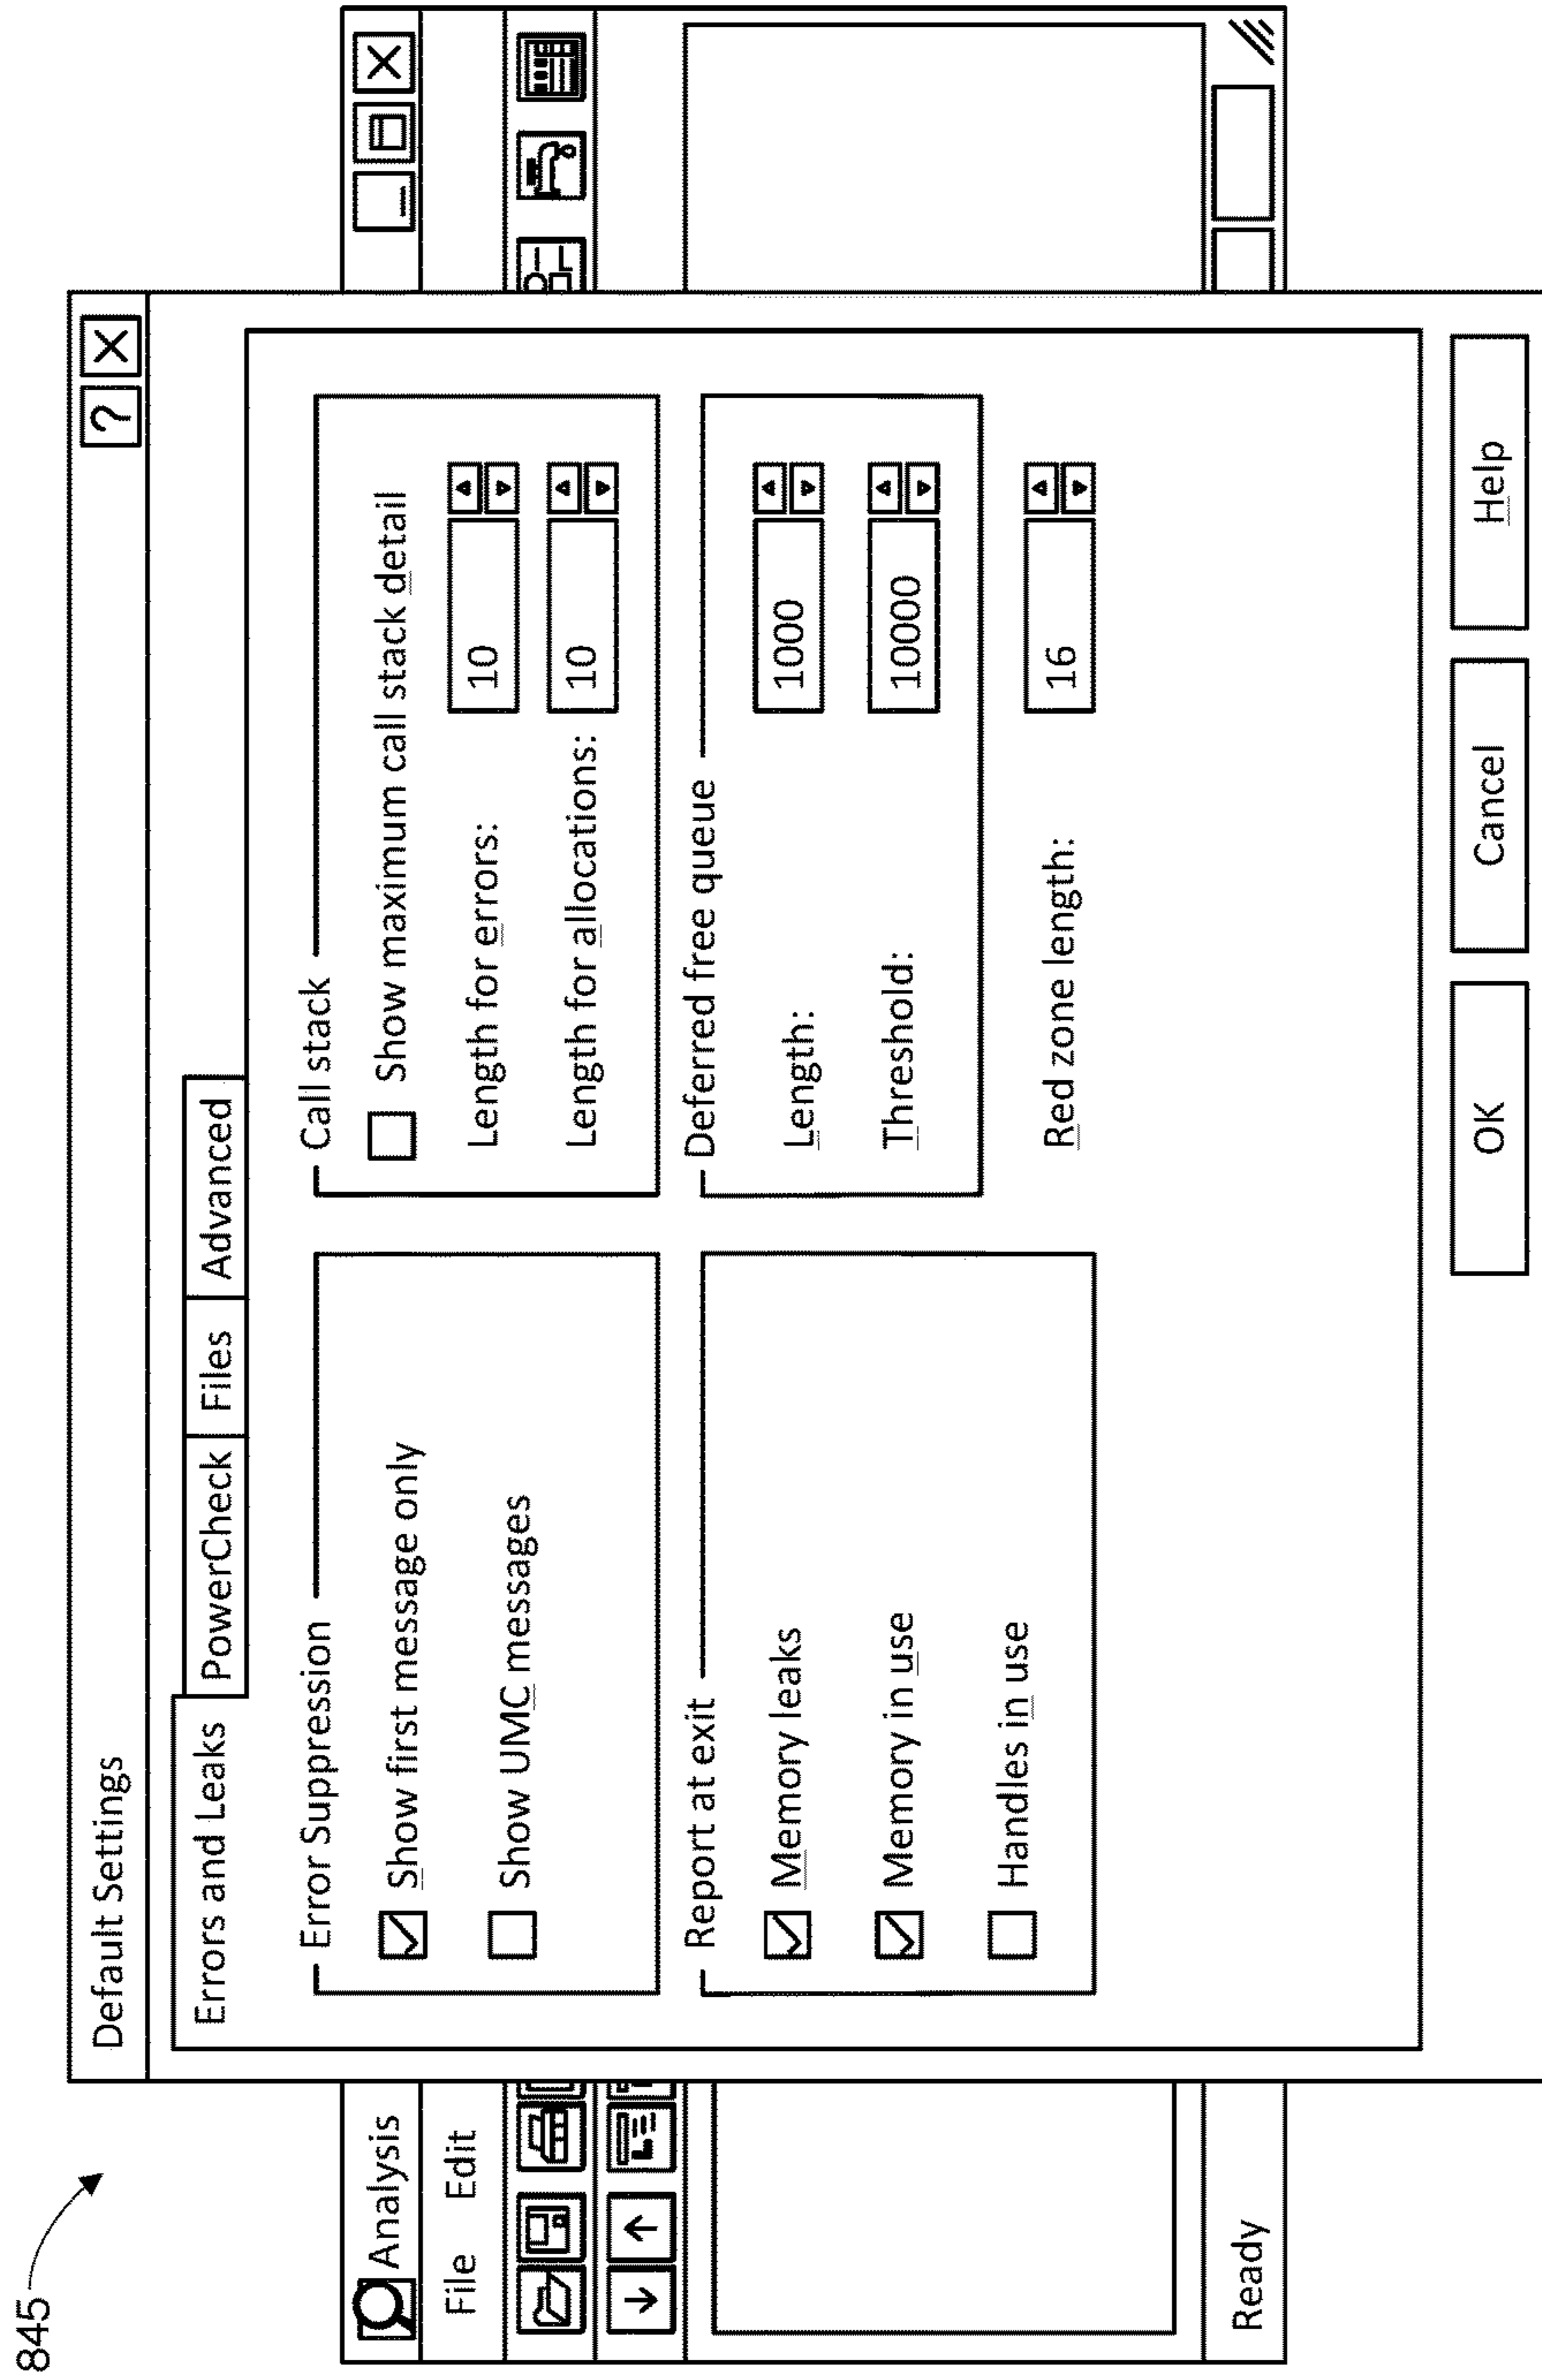 845
Default Settings
? X
Errors and Leaks PowerCheck Files Advanced
Error Suppression
Show first message only
Show UMC messages
Call stack
Show maximum call stack detail
Length for errors: 10
Length for allocations: 10
Report at exit
Memory leaks
Memory in use
Handles in use
Deferred free queue
Length: 1000
Threshold: 10000
Red zone length: 16
OK Cancel Help
Analysis
File Edit
Ready